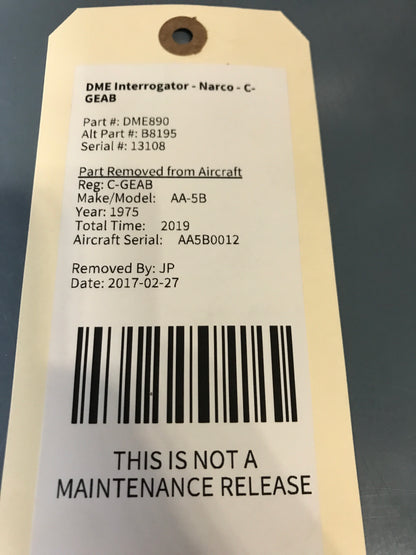 DME Interrogator - Narco - C-
GEAB
Part #: DME890
Alt Part #: B8195
Serial #: 13108
Part Removed from Aircraft
Reg: C-GEAB
Make/Model: AA-5B
Year: 1975
Total Time: 2019
Aircraft Serial: AA5B0012
Removed By: JP
Date: 2017-02-27
THIS IS NOT A
MAINTENANCE RELEASE